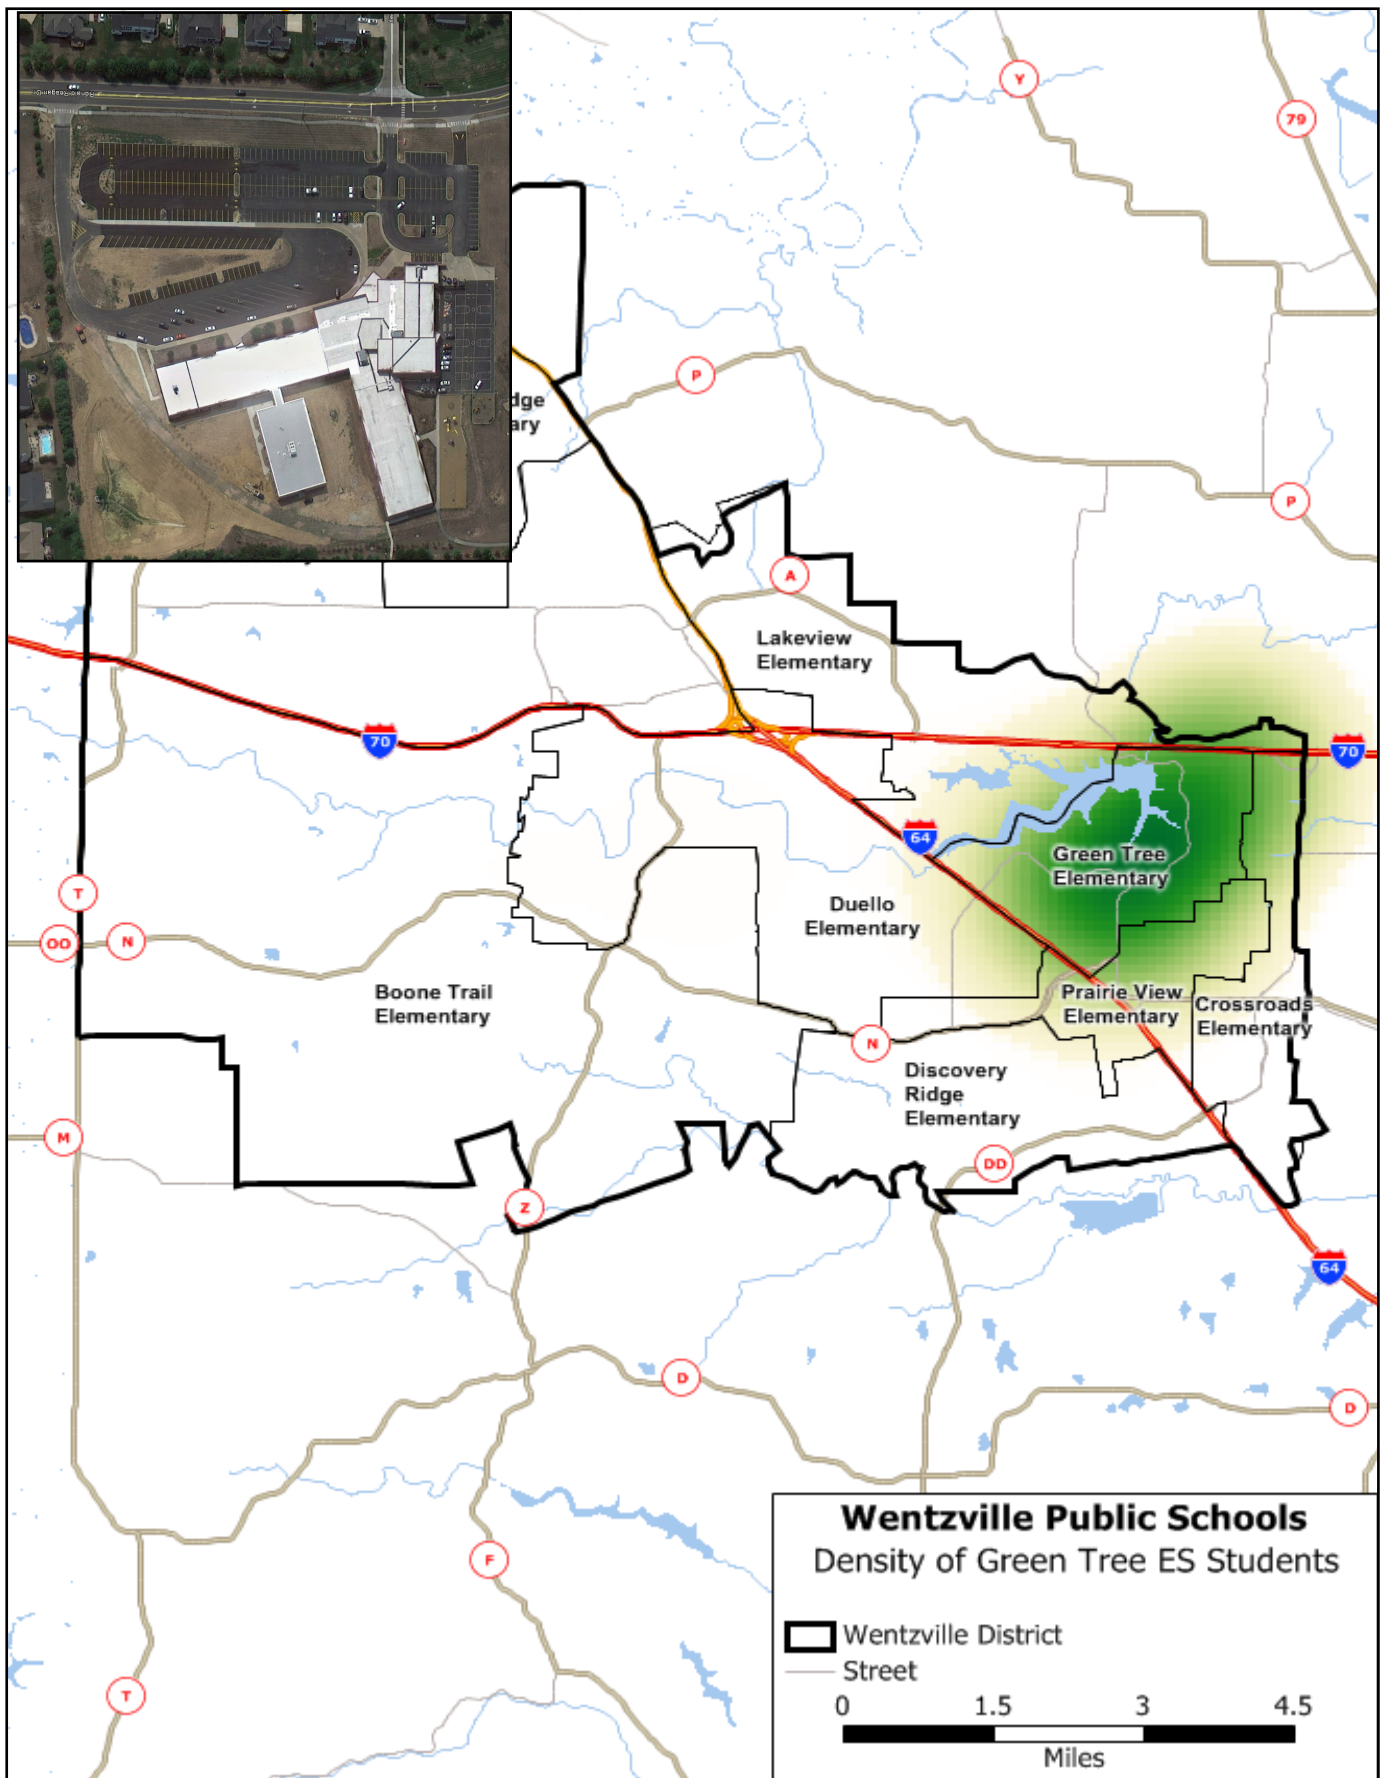 Y
79
P
dge
ary
P
A
Lakeview
Elementary
70
70
64
Green Tree
Elementary
T
Duello
Elementary
OO
N
Boone Trail
Elementary
Prairie View
Elementary
Crossroads
Elementary
N
Discovery
Ridge
Elementary
M
DD
Z
64
D
D
F
T
Wentzville Public Schools
Density of Green Tree ES Students
Wentzville District
Street
0 1.5 3 4.5
Miles